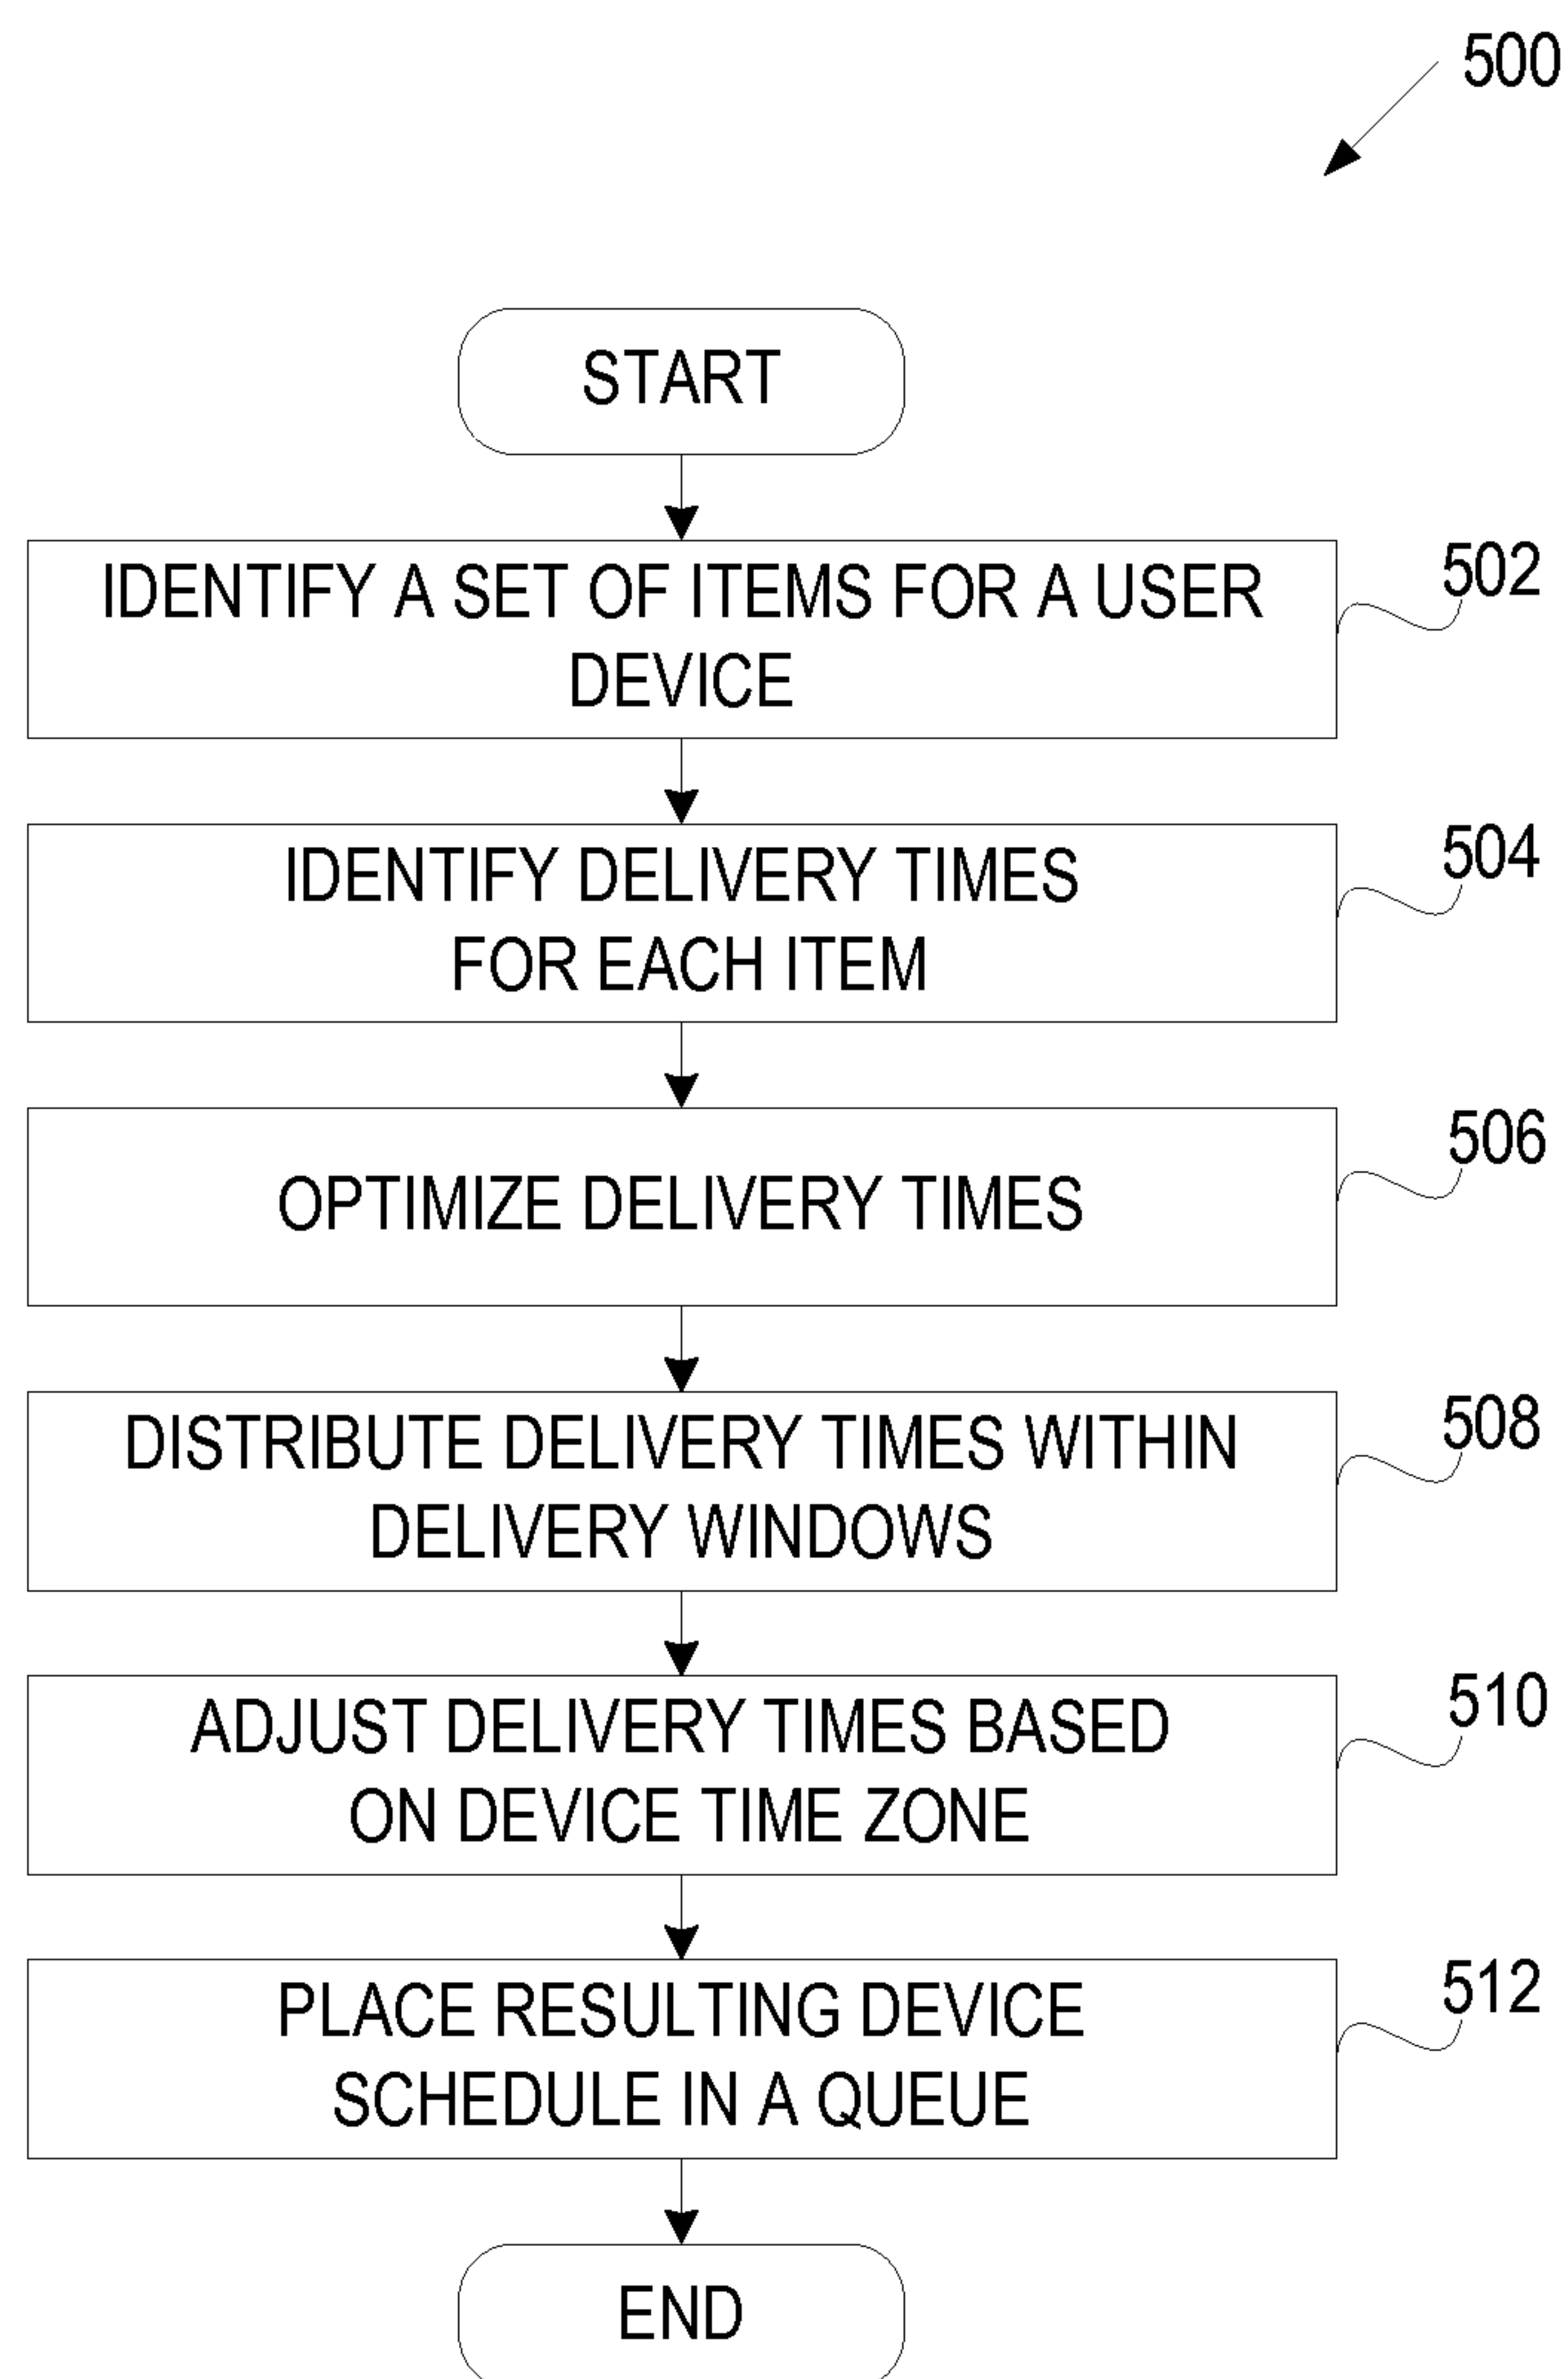 500
START
IDENTIFY A SET OF ITEMS FOR A USER
DEVICE
502
IDENTIFY DELIVERY TIMES
FOR EACH ITEM
504
OPTIMIZE DELIVERY TIMES
506
DISTRIBUTE DELIVERY TIMES WITHIN
DELIVERY WINDOWS
508
ADJUST DELIVERY TIMES BASED
ON DEVICE TIME ZONE
510
PLACE RESULTING DEVICE
SCHEDULE IN A QUEUE
512
END